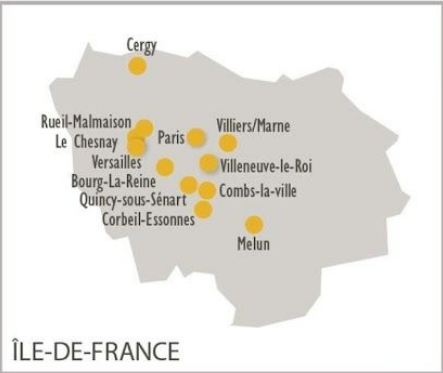 Cergy
Rueil-Malmaison
Villiers/Marne
Le Chesnay
Paris
Versailles
Villeneuve-le-Roi
Bourg-La-Reine
Combs-la-ville
Quincy-sous-Sénart
Corbeil-Essonnes
Melun
ÎLE-DE-FRANCE